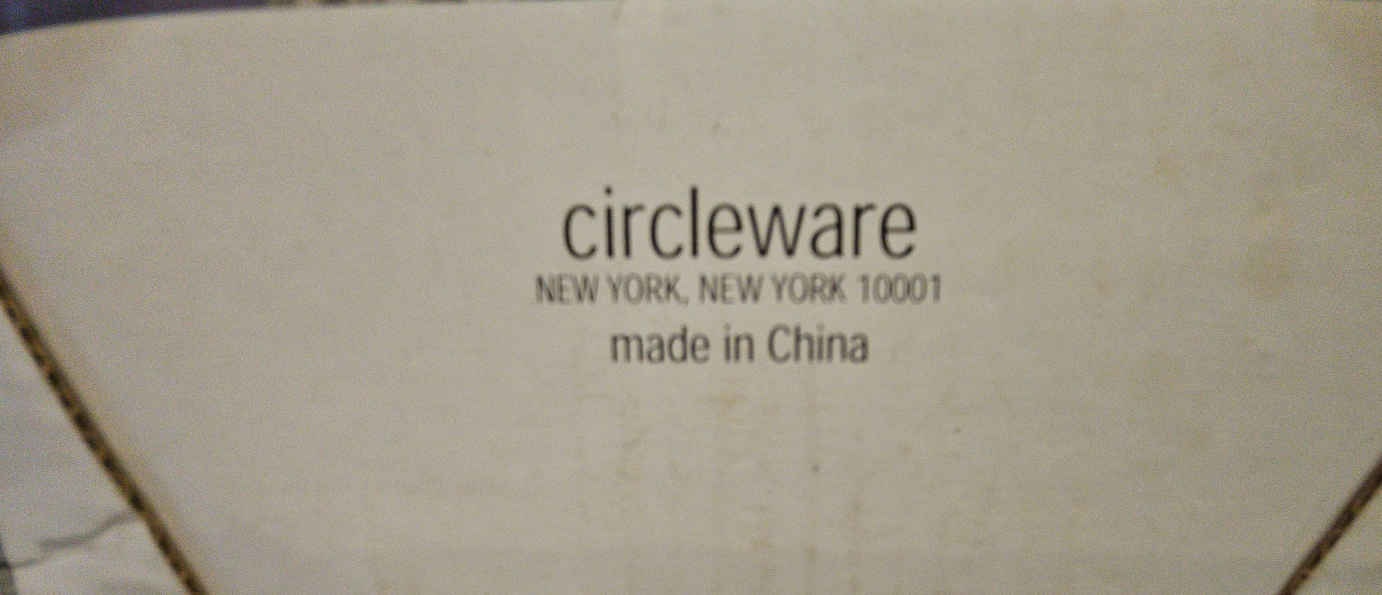 circleware
NEW YORK, NEW YORK 10001
made in China